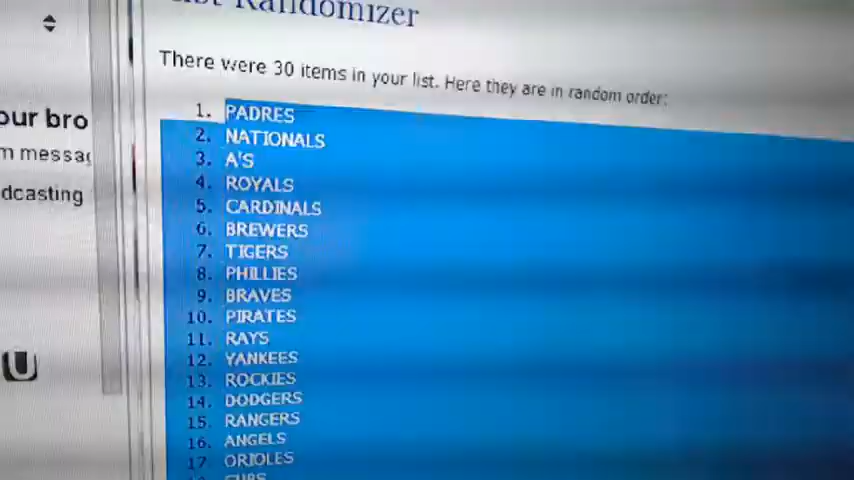 Randomizer
There were 30 items in your list. Here they are in random order:
1. PADRES
2. NATIONALS
3. A'S
4. ROYALS
5. CARDINALS
6. BREWERS
7. TIGERS
8. PHILLIES
9. BRAVES
10. PIRATES
11. RAYS
12. YANKEES
13. ROCKIES
14. DODGERS
15. RANGERS
16. ANGELS
17. ORIOLES
CUBS
our bro
m messag
dcasting
U